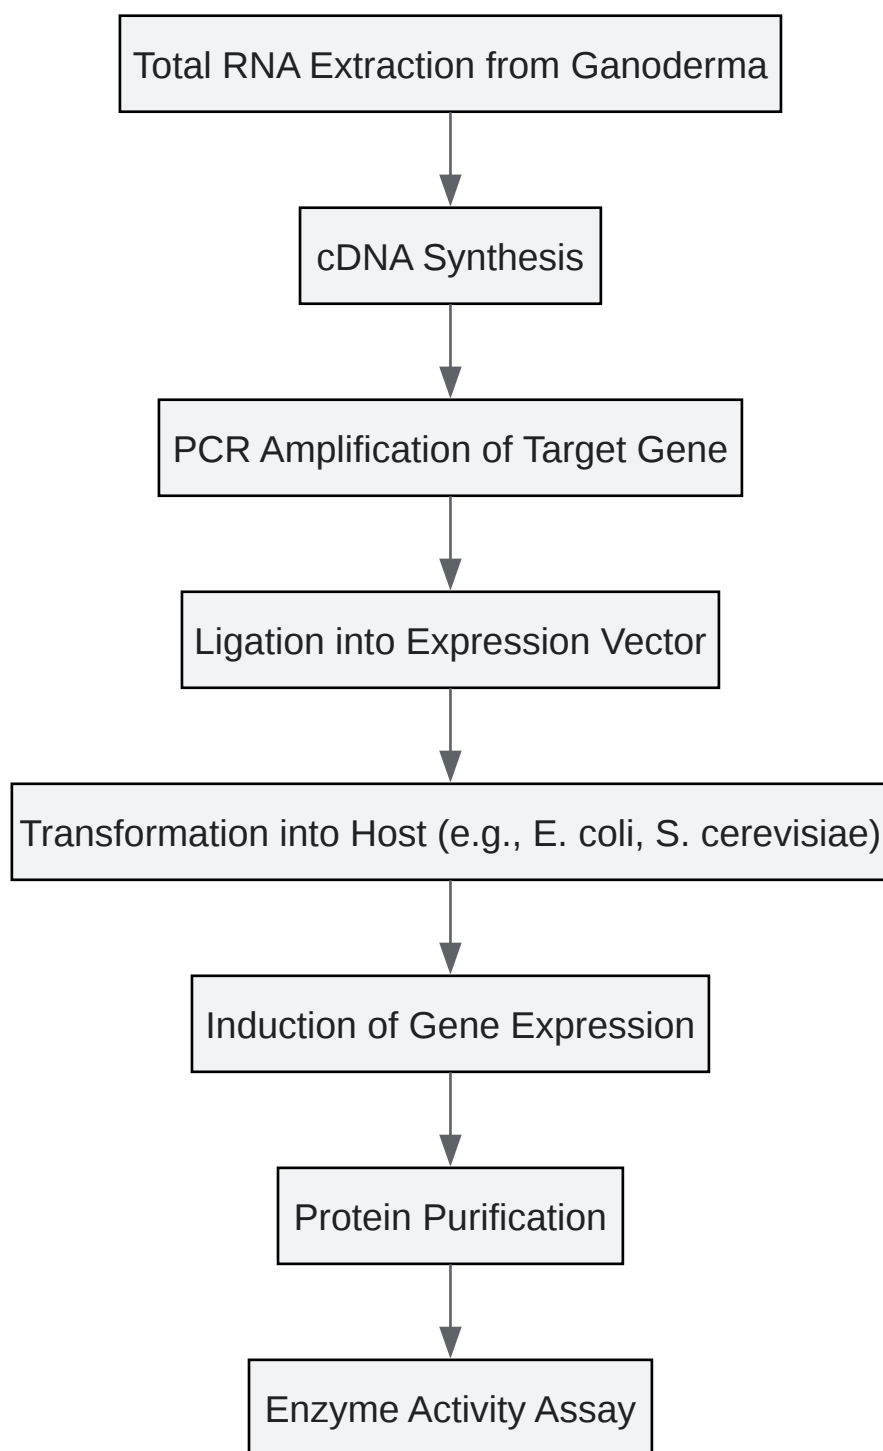 Total RNA Extraction from Ganoderma
cDNA Synthesis
PCR Amplification of Target Gene
Ligation into Expression Vector
Transformation into Host (e.g., E. coli, S. cerevisiae)
Induction of Gene Expression
Protein Purification
Enzyme Activity Assay